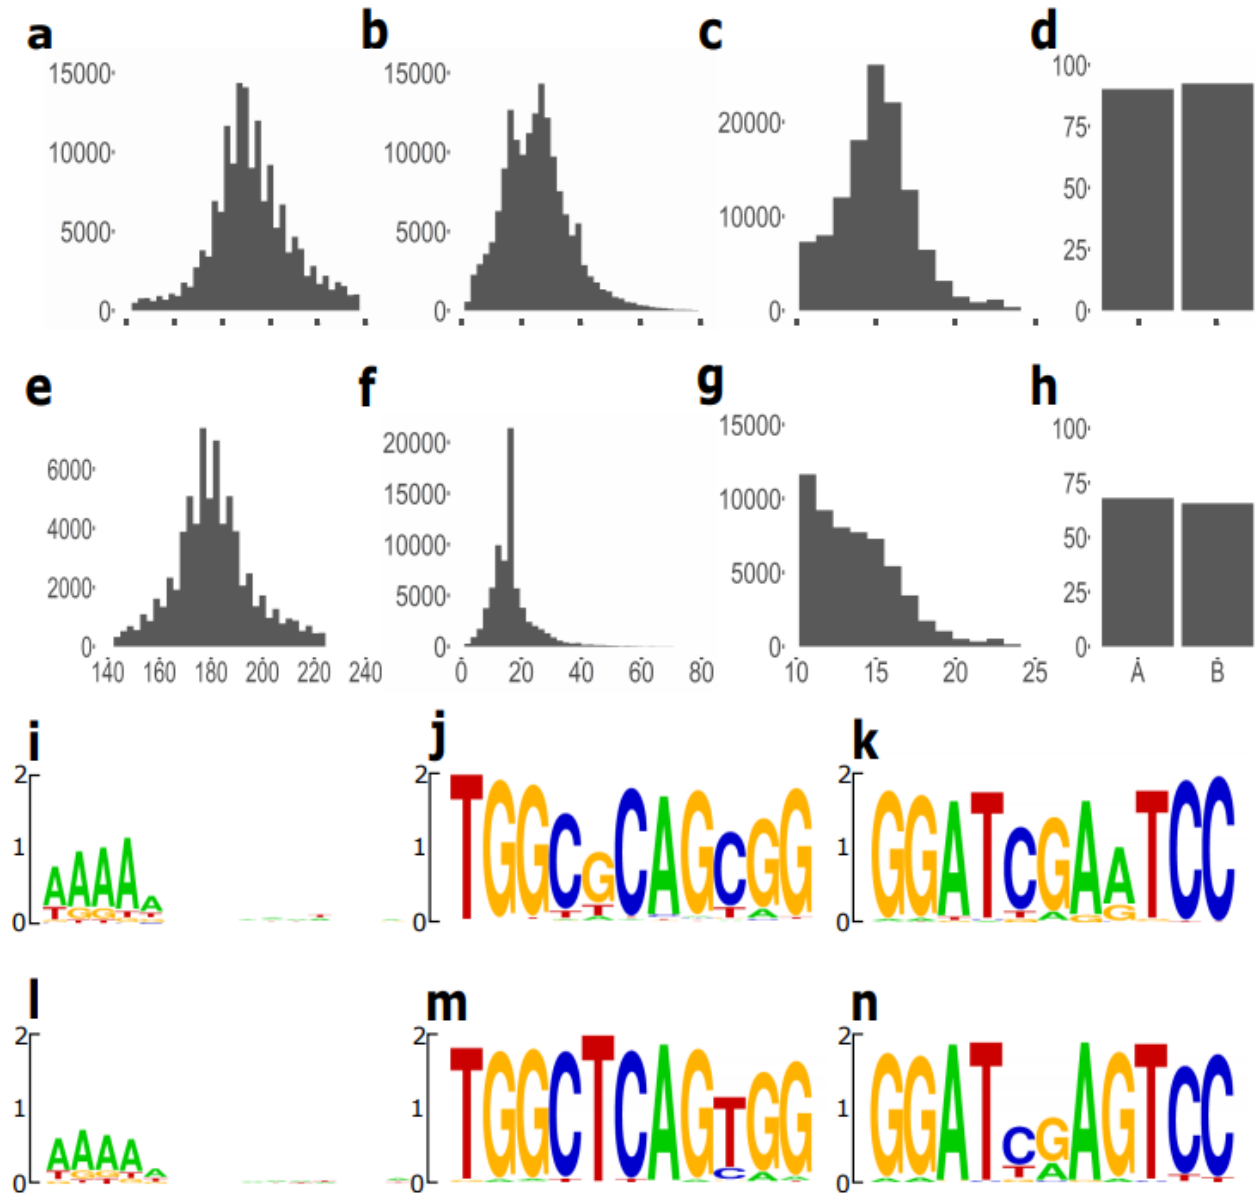 a b c d
15000 15000 20000 100
10000 10000 10000 75
5000 5000 0 50
0 0 25
0
e f g h
6000 20000 15000 100
4000 15000 10000 75
2000 10000 5000 50
0 5000 0 25
0 0
140 160 180 200 220 240 0 20 40 60 80 10 15 20 25 A B
i j k
2 2 2
1 1 1
0 0 0
AAAAA TGGCGCAGCGG GGATCGAATCC
l m n
2 2 2
1 1 1
0 0 0
AAAAA TGGCTCAGTGG GGATCGAGTCC